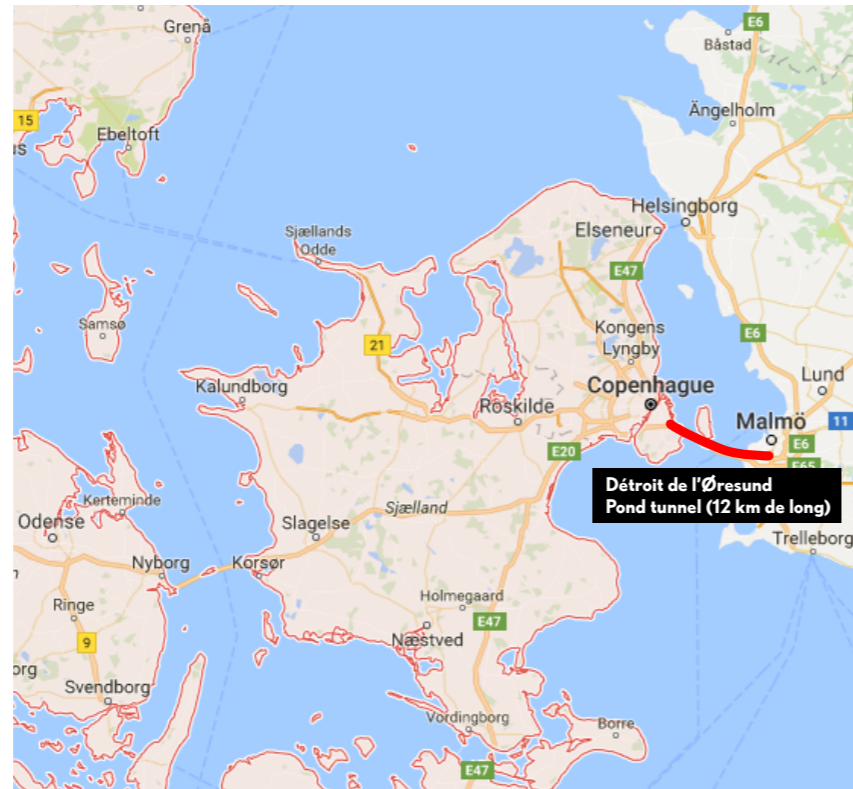 Grenå
E6
Båstad
15
us
Ebeltoft
Ängelholm
Helsingborg
Elseneur
Sjællands
Odde
E47
Samsø
21
Kongens
Lyngby
E6
Kalundborg
Roskilde
Copenhague
Lund
Malmö
11
E6
E20
E65
Détroit de l'Øresund
Pond tunnel (12 km de long)
Kerteminde
Odense
Slagelse
Sjælland
Trelleborg
Nyborg
Korsør
Ringe
Holmegaard
E47
9
Næstved
org
Svendborg
Vordingborg
Borre
E47